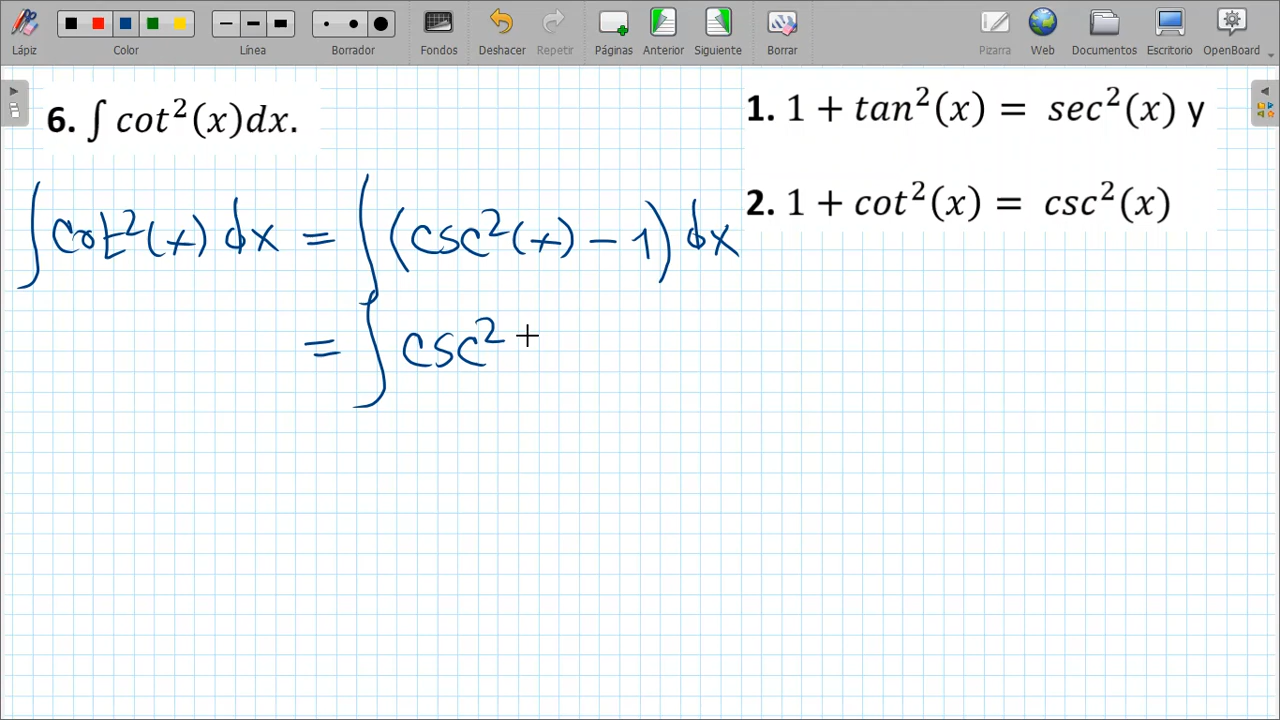 Lápiz Color Línea Borrador Fondos Deshacer Repetir Páginas Anterior Siguiente Borrar Pizarra Web Documentos Escritorio OpenBoard
6. ∫ cot²(x)dx.
1. 1 + tan²(x) = sec²(x) y
2. 1 + cot²(x) = csc²(x)
∫ cot²(x) dx = ∫ (csc²(x) − 1) dx
= ∫ csc²